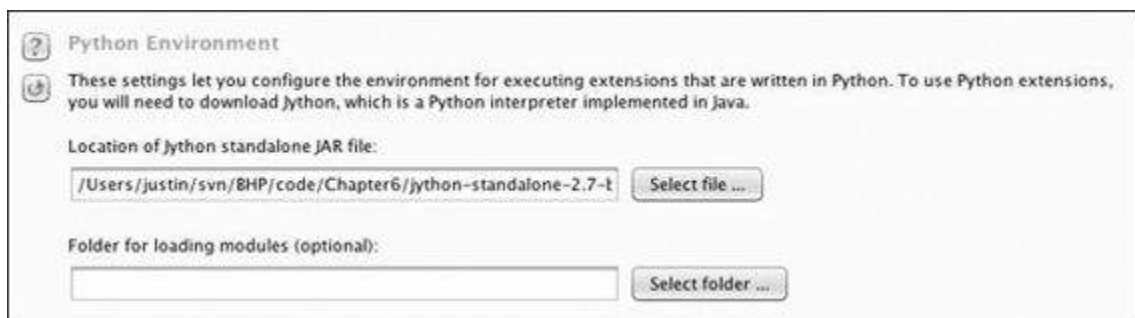 Python Environment
These settings let you configure the environment for executing extensions that are written in Python. To use Python extensions,
you will need to download Jython, which is a Python interpreter implemented in Java.
Location of Jython standalone JAR file:
/Users/justin/svn/BHP/code/Chapter6/jython-standalone-2.7-b
Select file ...
Folder for loading modules (optional):
Select folder ...